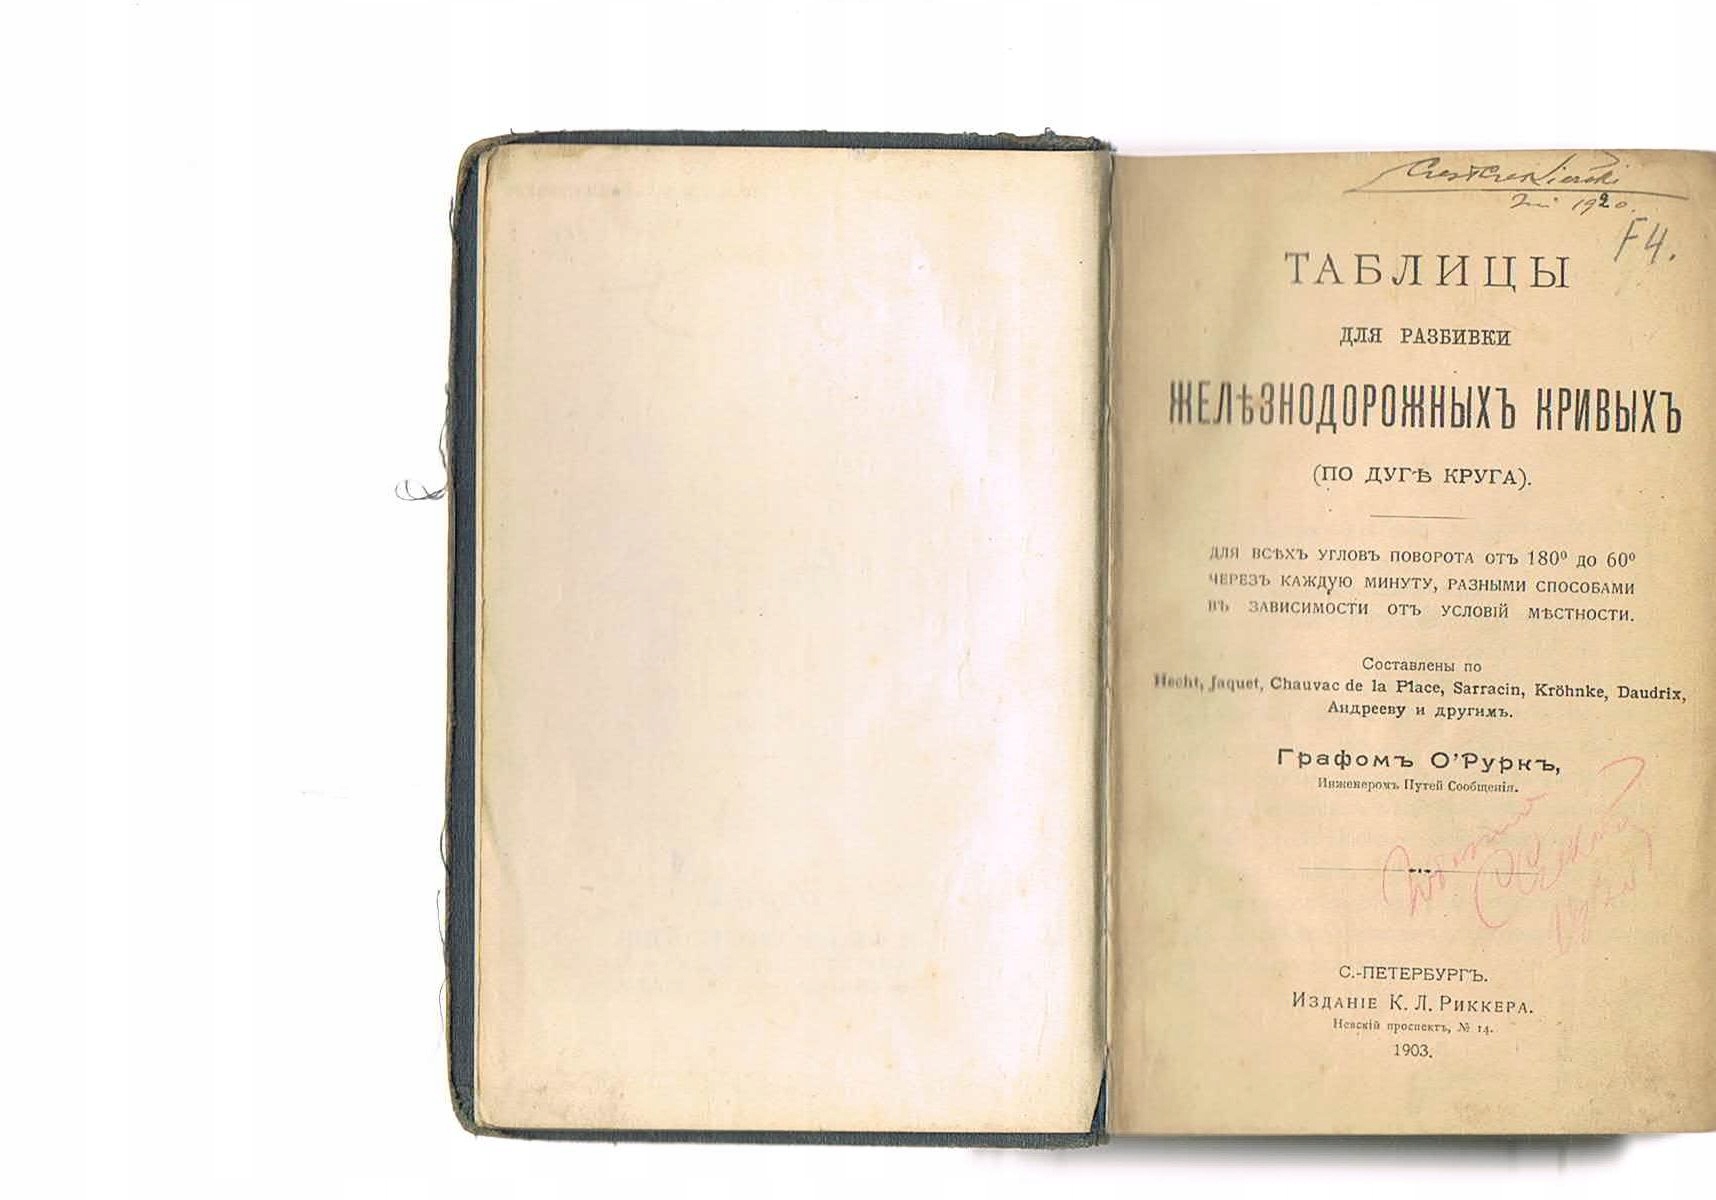 1920.
F4.
ТАБЛИЦЫ
ДЛЯ РАЗБИВКИ
ЖЕЛѢЗНОДОРОЖНЫХЪ КРИВЫХЪ
(ПО ДУГѢ КРУГА).
ДЛЯ ВСѢХЪ УГЛОВЪ ПОВОРОТА ОТЪ 180⁰ ДО 60⁰
ЧЕРЕЗЪ КАЖДУЮ МИНУТУ, РАЗНЫМИ СПОСОБАМИ
ВЪ ЗАВИСИМОСТИ ОТЪ УСЛОВІЙ МѢСТНОСТИ.
Составлены по
Hecht, Jaquet, Chauvac de la Place, Sarracin, Kröhnke, Daudrix,
Андрееву и другимъ.
Графомъ О'Руркъ,
Инженеромъ Путей Сообщенія.
С.-ПЕТЕРБУРГЪ.
ИЗДАНІЕ К. Л. РИККЕРА.
Невскій проспектъ, № 14.
1903.